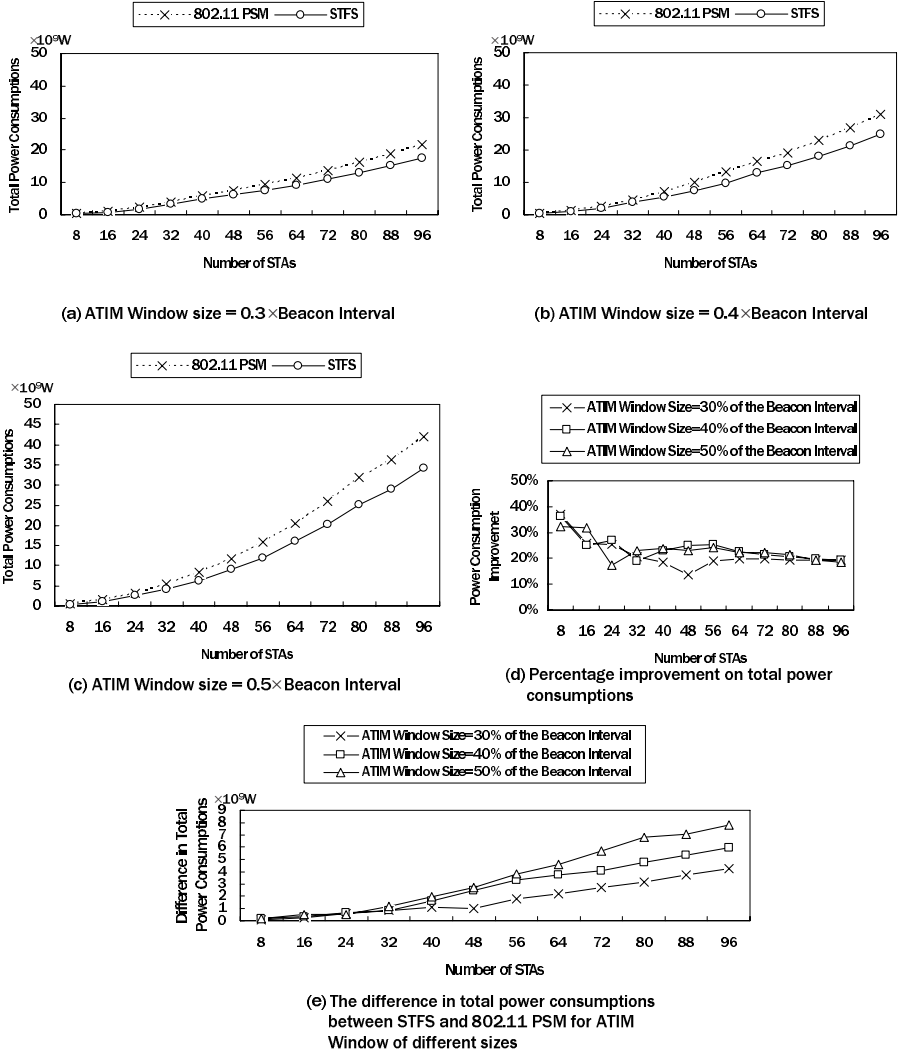 802.11 PSM STFS
×10⁹W
Total Power Consumptions
50
40
30
20
10
0
8 16 24 32 40 48 56 64 72 80 88 96
Number of STAs
(a) ATIM Window size = 0.3×Beacon Interval
802.11 PSM STFS
×10⁹W
Total Power Consumptions
50
40
30
20
10
0
8 16 24 32 40 48 56 64 72 80 88 96
Number of STAs
(b) ATIM Window size = 0.4×Beacon Interval
802.11 PSM STFS
×10⁹W
Total Power Consumptions
50
45
40
35
30
25
20
15
10
5
0
8 16 24 32 40 48 56 64 72 80 88 96
Number of STAs
(c) ATIM Window size = 0.5×Beacon Interval
ATIM Window Size=30% of the Beacon Interval
ATIM Window Size=40% of the Beacon Interval
ATIM Window Size=50% of the Beacon Interval
Power Consumption
Improvemet
50%
40%
30%
20%
10%
0%
8 16 24 32 40 48 56 64 72 80 88 96
Number of STAs
(d) Percentage improvement on total power
consumptions
ATIM Window Size=30% of the Beacon Interval
ATIM Window Size=40% of the Beacon Interval
ATIM Window Size=50% of the Beacon Interval
×10⁹W
Difference in Total
Power Consumptions
9
8
7
6
5
4
3
2
1
0
8 16 24 32 40 48 56 64 72 80 88 96
Number of STAs
(e) The difference in total power consumptions
between STFS and 802.11 PSM for ATIM
Window of different sizes